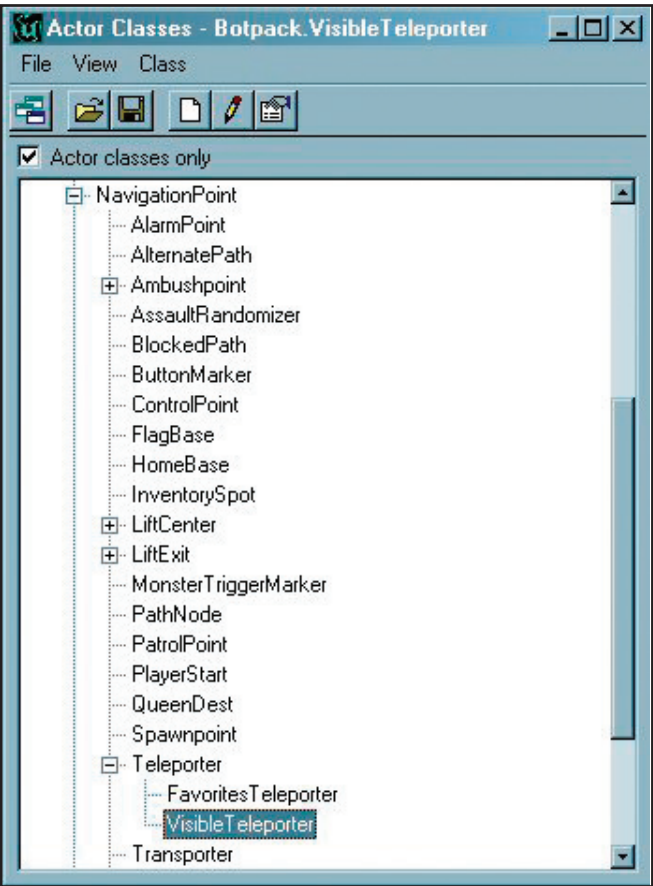 Actor Classes - Botpack.VisibleTeleporter
File View Class
Actor classes only
NavigationPoint
AlarmPoint
AlternatePath
Ambushpoint
AssaultRandomizer
BlockedPath
ButtonMarker
ControlPoint
FlagBase
HomeBase
InventorySpot
LiftCenter
LiftExit
MonsterTriggerMarker
PathNode
PatrolPoint
PlayerStart
QueenDest
Spawnpoint
Teleporter
FavoritesTeleporter
VisibleTeleporter
Transporter